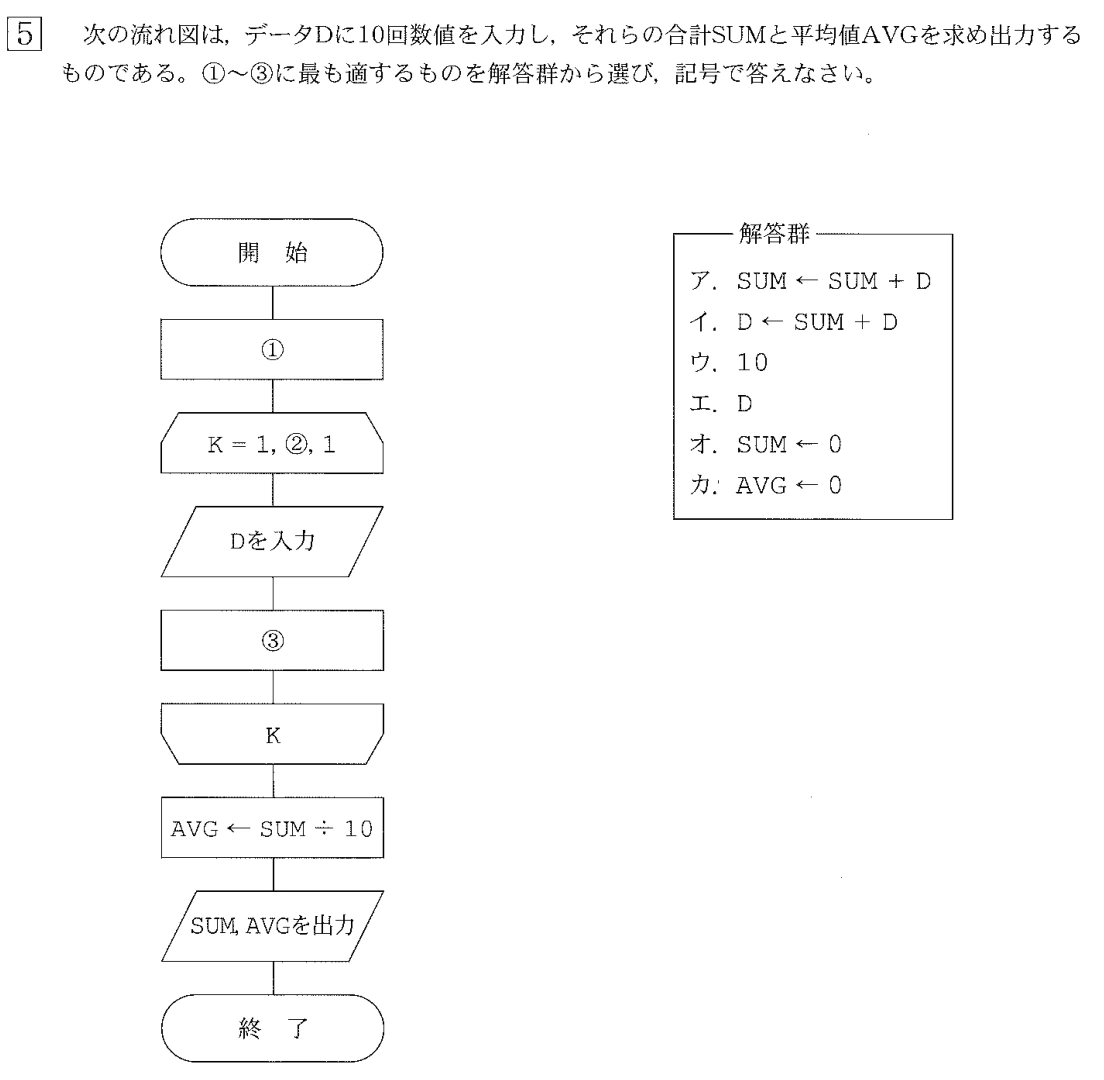 5 次の流れ図は，データDに10回数値を入力し，それらの合計SUMと平均値AVGを求め出力する
ものである。①～③に最も適するものを解答群から選び，記号で答えなさい。
開 始
①
K = 1, ②, 1
Dを入力
③
K
AVG ← SUM ÷ 10
SUM, AVGを出力
終 了
解答群
ア. SUM ← SUM + D
イ. D ← SUM + D
ウ. 10
エ. D
オ. SUM ← 0
カ. AVG ← 0